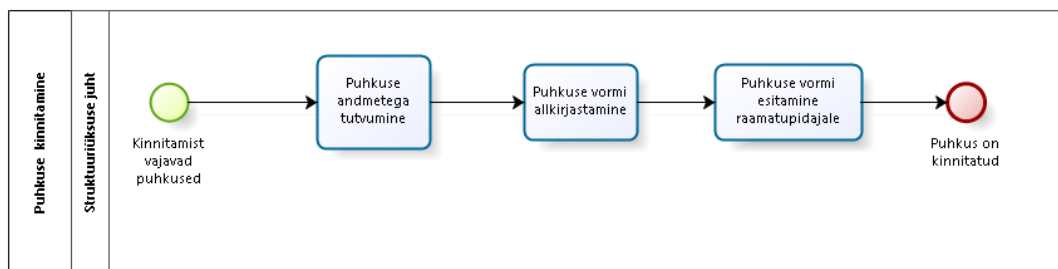 Puhkuse kinnitamine
Struktuuriüksuse juht
Kinnitamist
vajavad
puhkused
Puhkuse
andmetega
tutvumine
Puhkuse vormi
allkirjastamine
Puhkuse vormi
esitamine
raamatupidajale
Puhkus on
kinnitatud